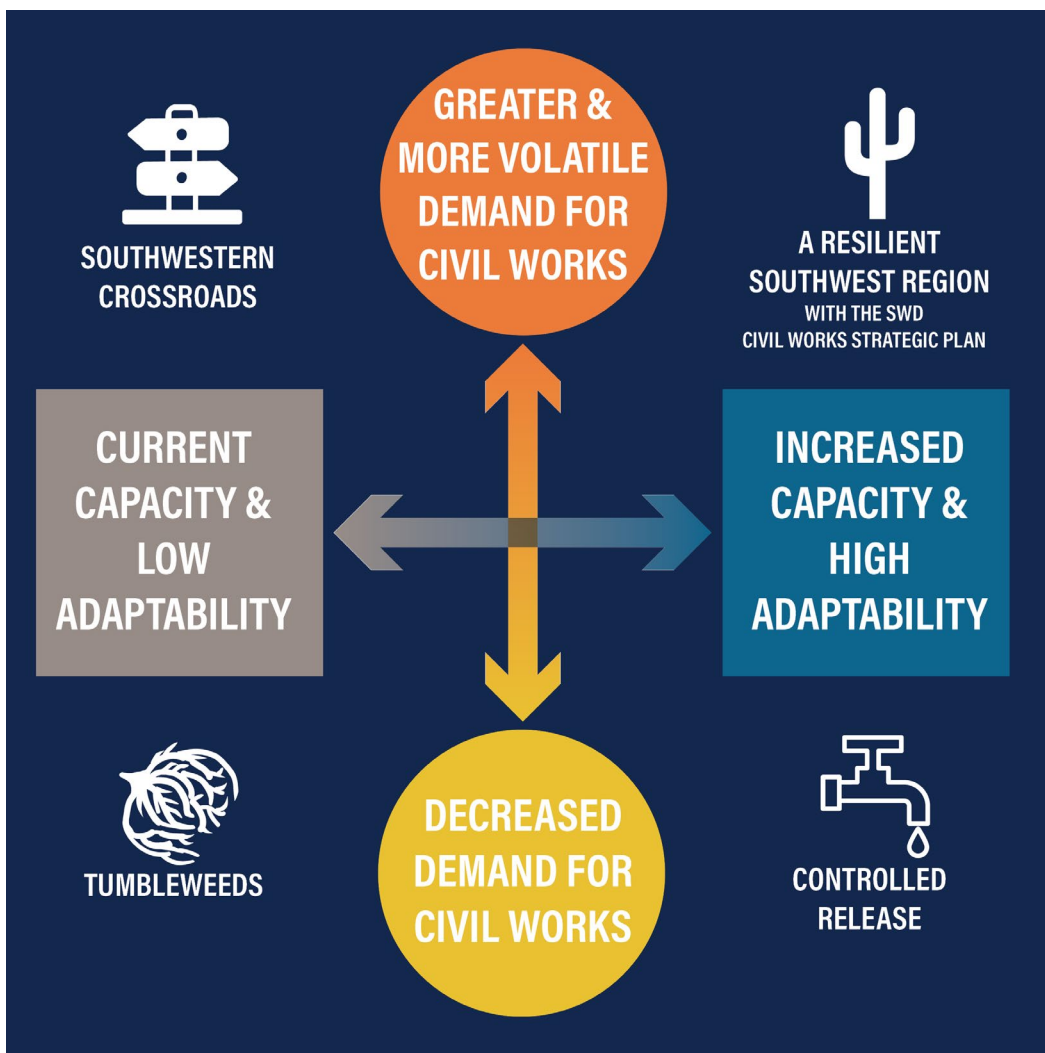 GREATER &
MORE VOLATILE
DEMAND FOR
CIVIL WORKS
SOUTHWESTERN
CROSSROADS
A RESILIENT
SOUTHWEST REGION
WITH THE SWD
CIVIL WORKS STRATEGIC PLAN
CURRENT
CAPACITY &
LOW
ADAPTABILITY
INCREASED
CAPACITY &
HIGH
ADAPTABILITY
TUMBLEWEEDS
DECREASED
DEMAND FOR
CIVIL WORKS
CONTROLLED
RELEASE